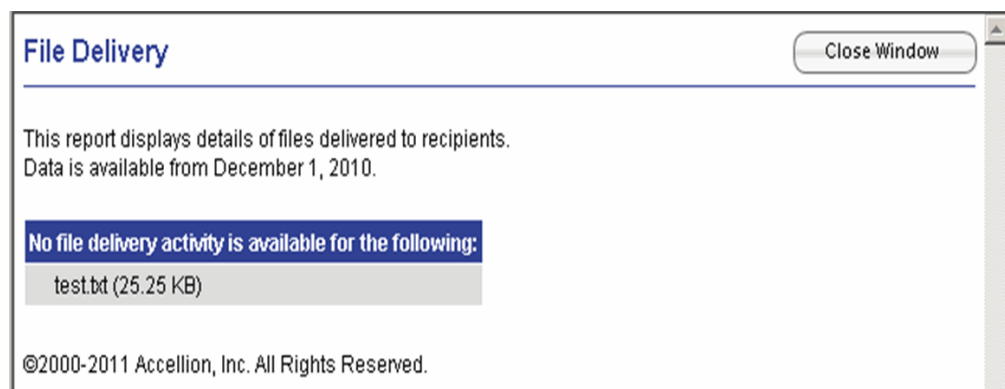 File Delivery
Close Window
This report displays details of files delivered to recipients.
Data is available from December 1, 2010.
No file delivery activity is available for the following:
test.txt (25.25 KB)
©2000-2011 Accellion, Inc. All Rights Reserved.